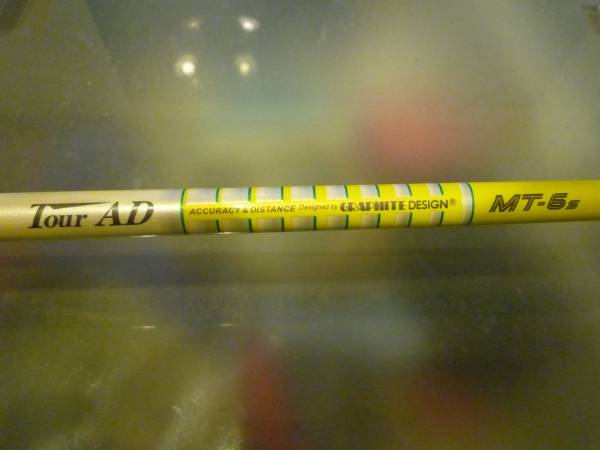 Tour AD ACCURACY & DISTANCE Designed by GRAPHITE DESIGN® MT-6s